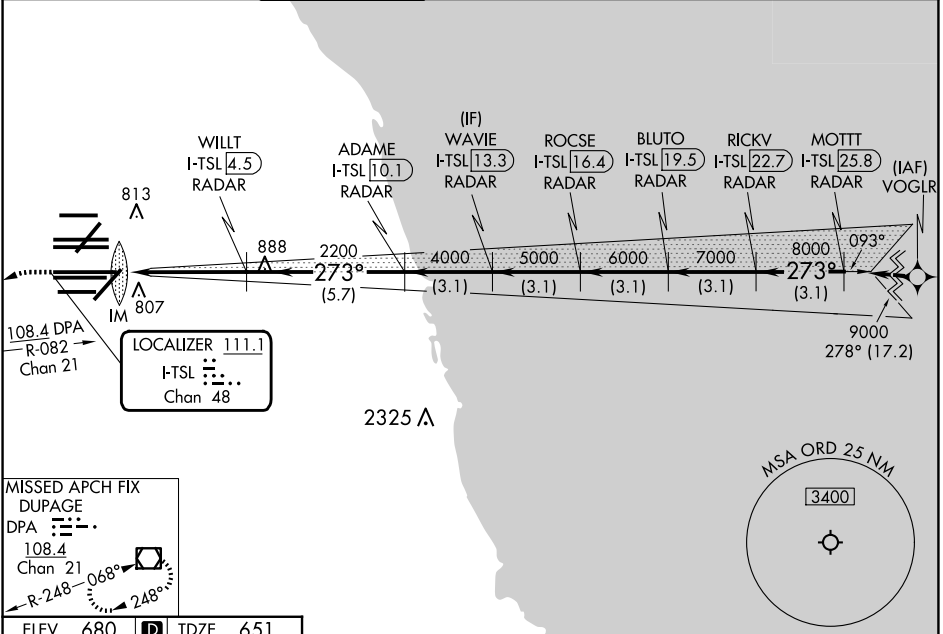 (IF)
WAVIE
I-TSL 13.3
RADAR
WILLT
I-TSL 4.5
RADAR
ADAME
I-TSL 10.1
RADAR
ROCSE
I-TSL 16.4
RADAR
BLUTO
I-TSL 19.5
RADAR
RICKV
I-TSL 22.7
RADAR
MOTTT
I-TSL 25.8
RADAR
(IAF)
VOGLR
813
888
2200
4000
5000
6000
7000
8000
093°
273°
273°
(5.7)
(3.1)
(3.1)
(3.1)
(3.1)
(3.1)
IM
807
9000
278° (17.2)
108.4 DPA
R-082
Chan 21
LOCALIZER 111.1
I-TSL
Chan 48
2325
MSA ORD 25 NM
3400
MISSED APCH FIX
DUPAGE
DPA
108.4
Chan 21
R-248
068°
248°
ELEV 680 D TDZE 651